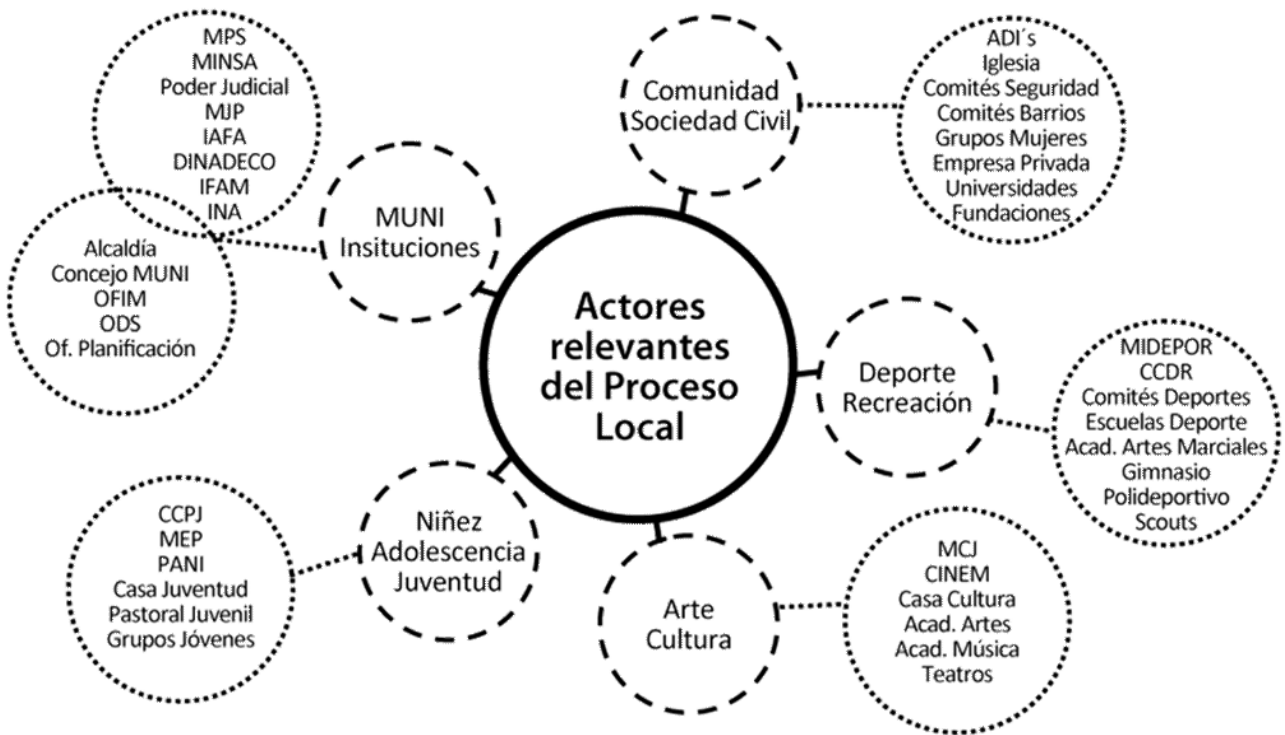 Actores
relevantes
del Proceso
Local
MUNI
Insituciones
MPS
MINSA
Poder Judicial
MJP
IAFA
DINADECO
IFAM
INA
Alcaldía
Concejo MUNI
OFIM
ODS
Of. Planificación
Comunidad
Sociedad Civil
ADI´s
Iglesia
Comités Seguridad
Comités Barrios
Grupos Mujeres
Empresa Privada
Universidades
Fundaciones
Deporte
Recreación
MIDEPOR
CCDR
Comités Deportes
Escuelas Deporte
Acad. Artes Marciales
Gimnasio
Polideportivo
Scouts
Arte
Cultura
MCJ
CINEM
Casa Cultura
Acad. Artes
Acad. Música
Teatros
Niñez
Adolescencia
Juventud
CCPJ
MEP
PANI
Casa Juventud
Pastoral Juvenil
Grupos Jóvenes